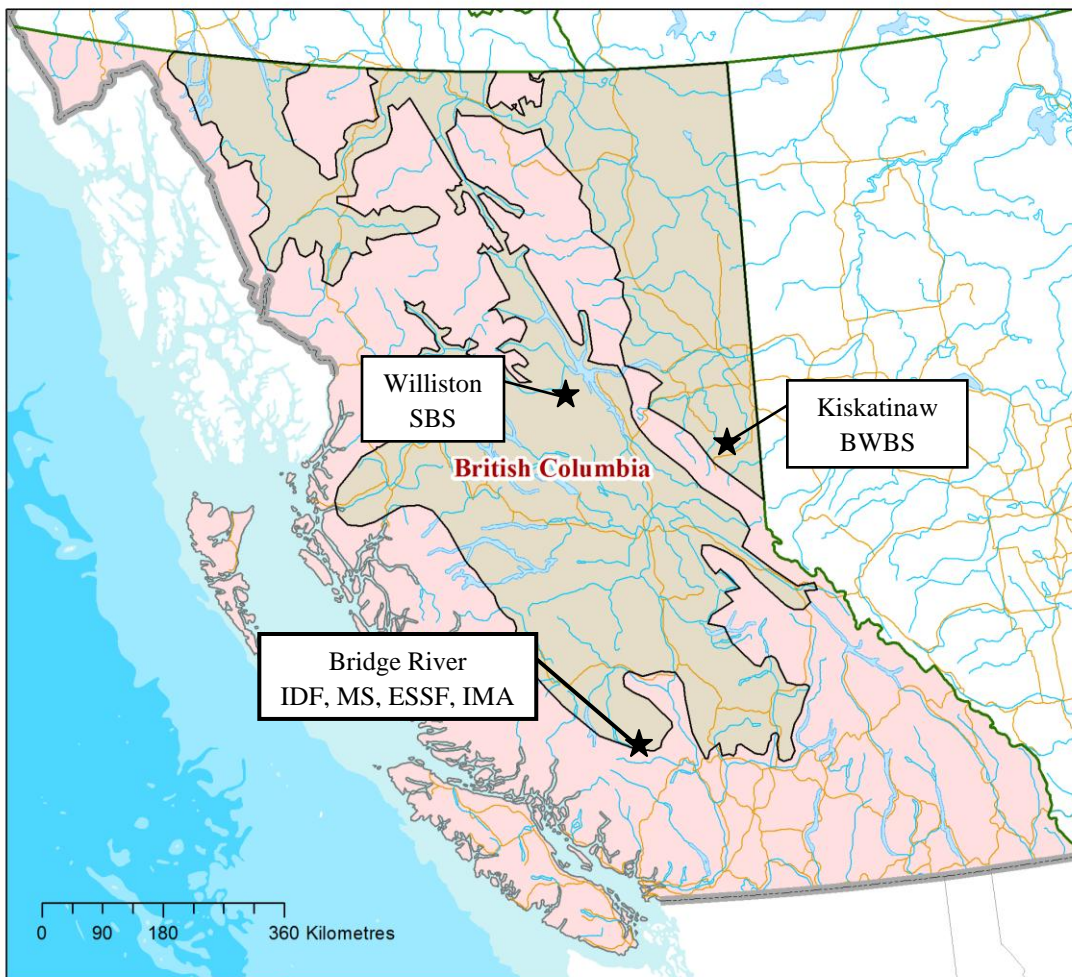 Williston
SBS
Kiskatinaw
BWBS
British Columbia
Bridge River
IDF, MS, ESSF, IMA
0 90 180 360 Kilometres